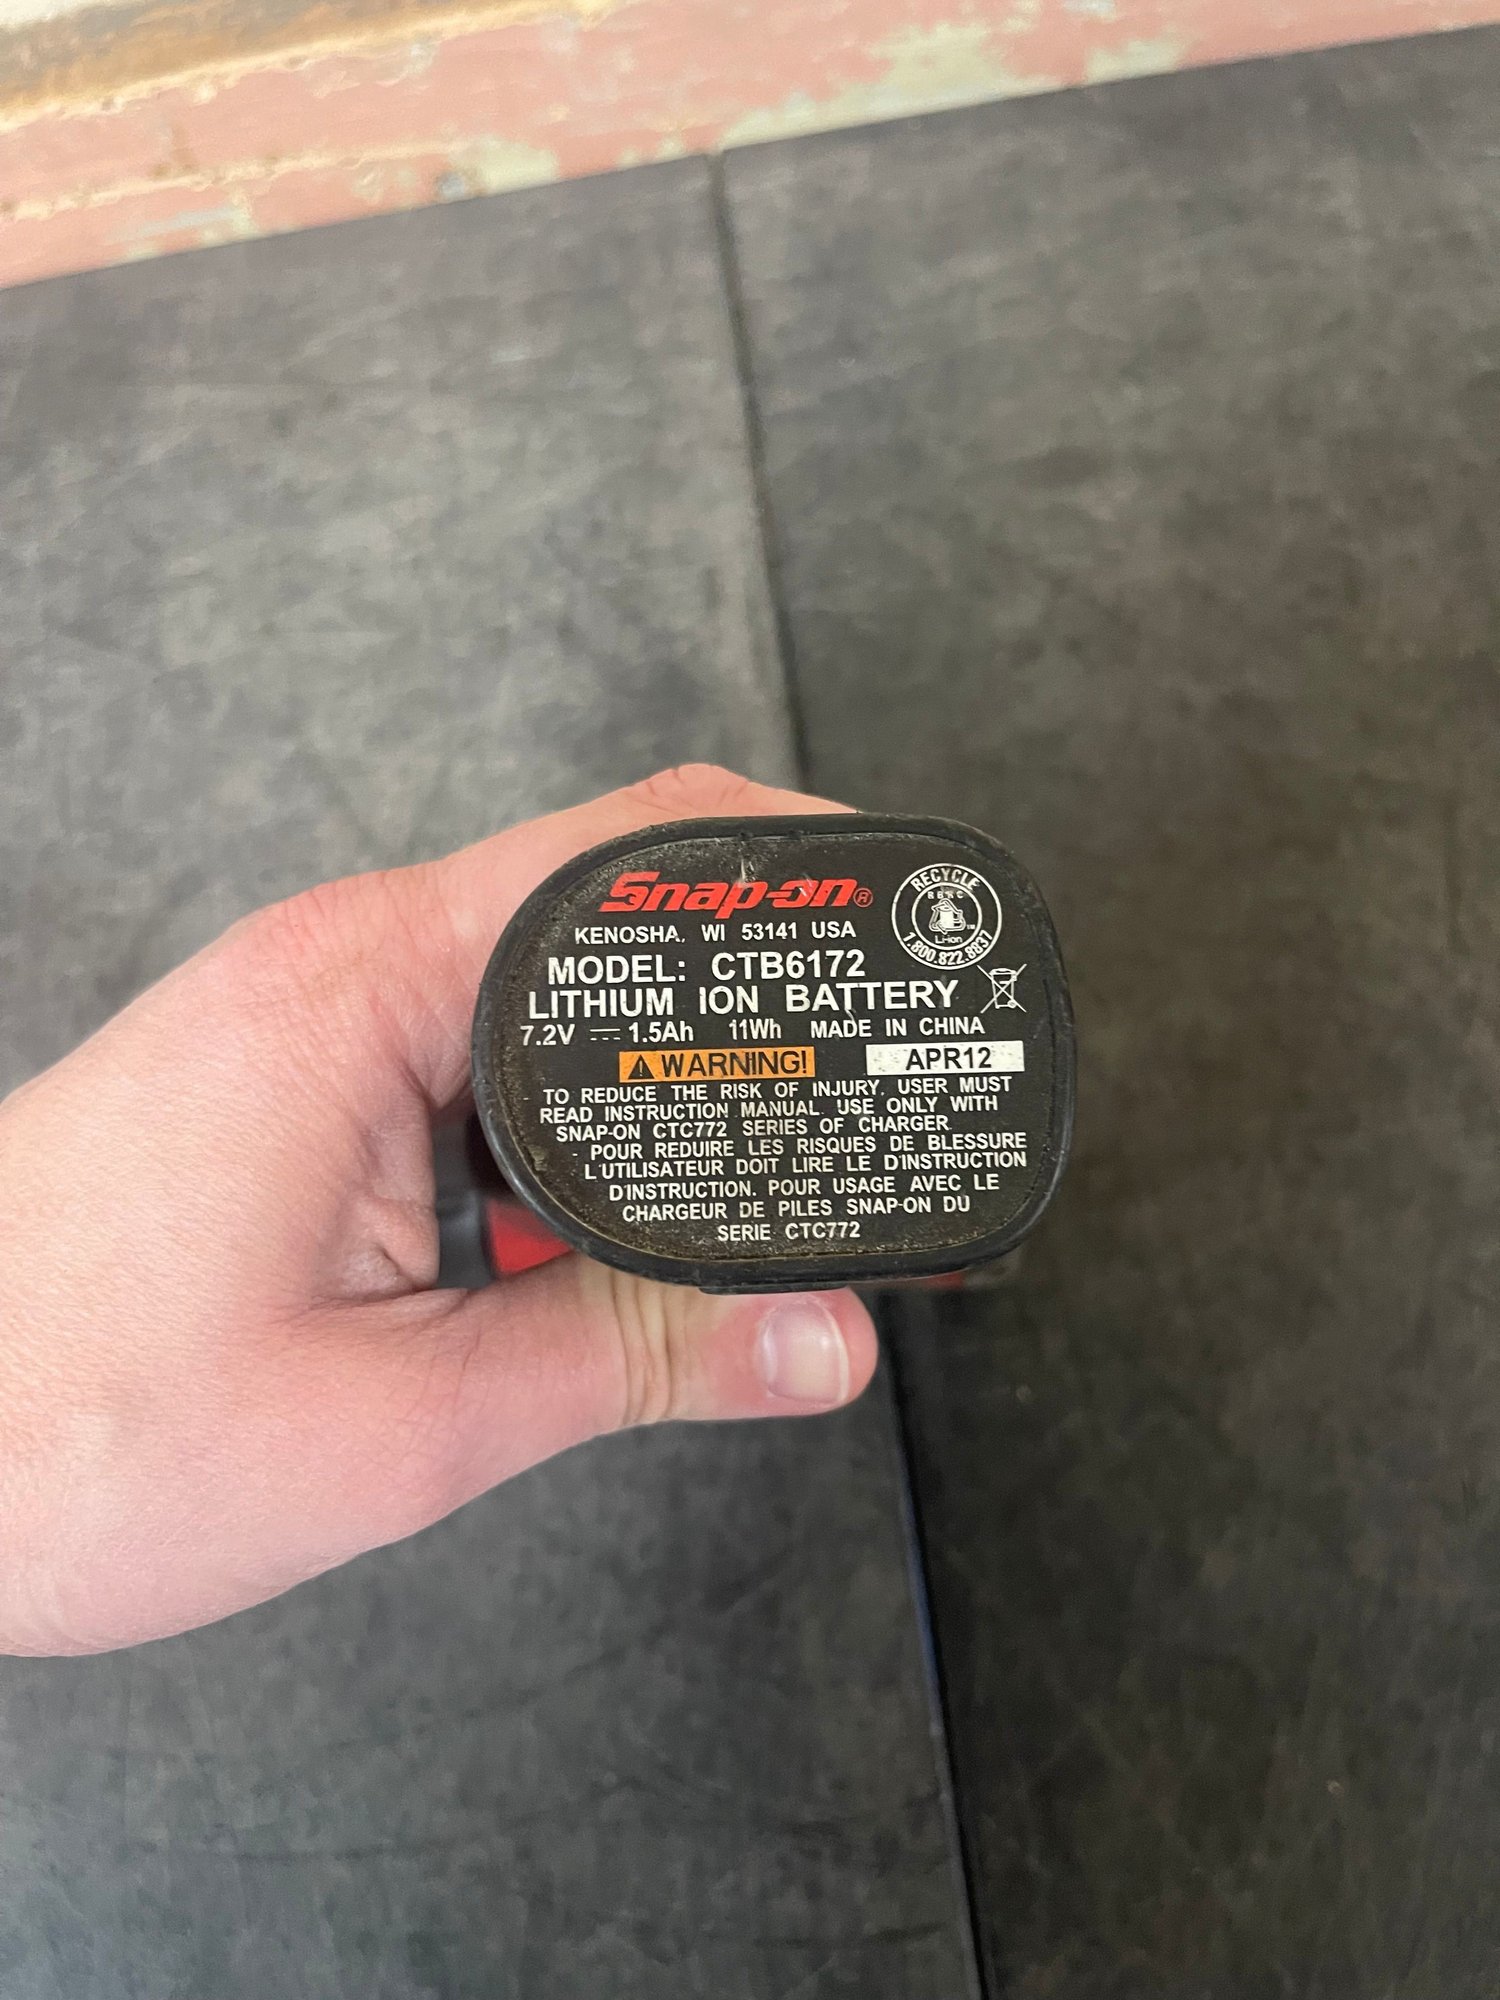 Snap-on®
KENOSHA, WI 53141 USA
RECYCLE
RBRC
Li-ion
1.800.822.8837
MODEL: CTB6172
LITHIUM ION BATTERY
7.2V 1.5Ah 11Wh MADE IN CHINA
WARNING! APR12
- TO REDUCE THE RISK OF INJURY, USER MUST
READ INSTRUCTION MANUAL. USE ONLY WITH
SNAP-ON CTC772 SERIES OF CHARGER.
- POUR REDUIRE LES RISQUES DE BLESSURE
L'UTILISATEUR DOIT LIRE LE D'INSTRUCTION
D'INSTRUCTION. POUR USAGE AVEC LE
CHARGEUR DE PILES SNAP-ON DU
SERIE CTC772